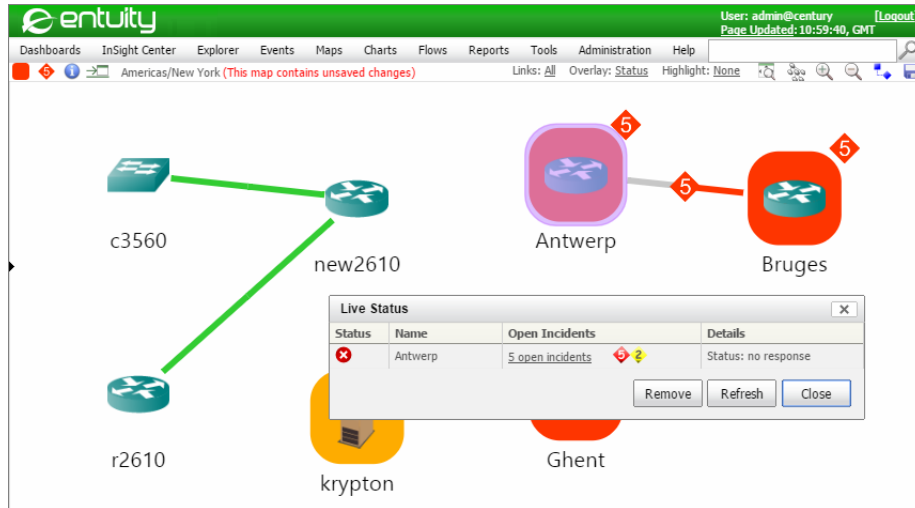 entuity
User: admin@century [Logout
Page Updated: 10:59:40, GMT
Dashboards InSight Center Explorer Events Maps Charts Flows Reports Tools Administration Help
5 Americas/New York (This map contains unsaved changes) Links: All Overlay: Status Highlight: None
5
5
5
c3560
Antwerp
new2610
Bruges
Live Status
Status Name Open Incidents Details
Antwerp 5 open incidents 5 2 Status: no response
Remove Refresh Close
r2610
Ghent
krypton